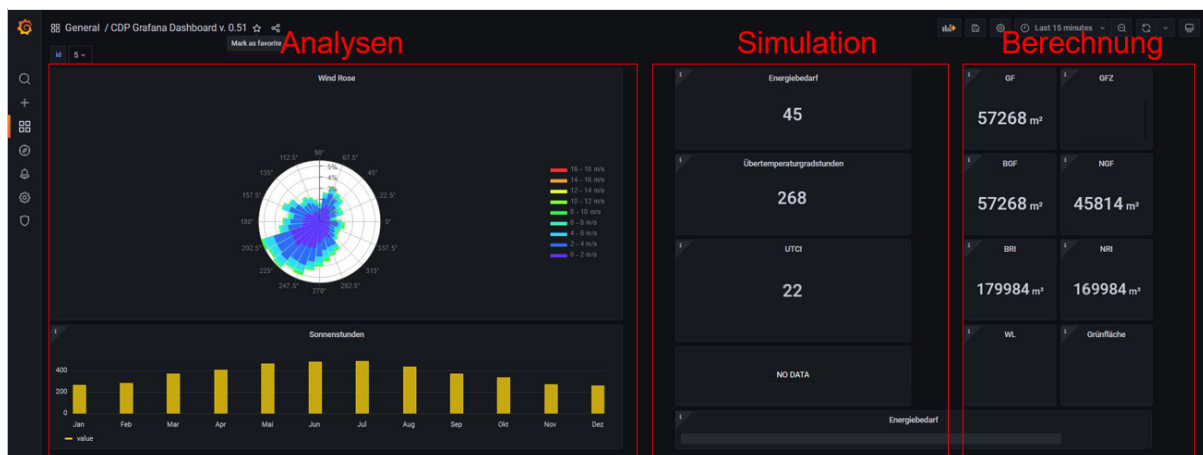 General / CDP Grafana Dashboard v. 0.51
Last 15 minutes
Mark as favorite
Analysen
Simulation
Berechnung
id 5
Wind Rose
90°
67.5°
45°
22.5°
0°
337.5°
315°
292.5°
270°
247.5°
225°
202.5°
180°
157.5°
135°
112.5°
5%
4%
3%
16 - 18 m/s
14 - 16 m/s
12 - 14 m/s
10 - 12 m/s
8 - 10 m/s
6 - 8 m/s
4 - 6 m/s
2 - 4 m/s
0 - 2 m/s
Sonnenstunden
400
200
0
Jan Feb Mar Apr Mai Jun Jul Aug Sep Okt Nov Dez
value
Energiebedarf
45
Übertemperaturgradstunden
268
UTCI
22
NO DATA
Energiebedarf
GF
57268 m²
GFZ
BGF
57268 m²
NGF
45814 m²
BRI
179984 m³
NRI
169984 m³
WL
Grünfläche